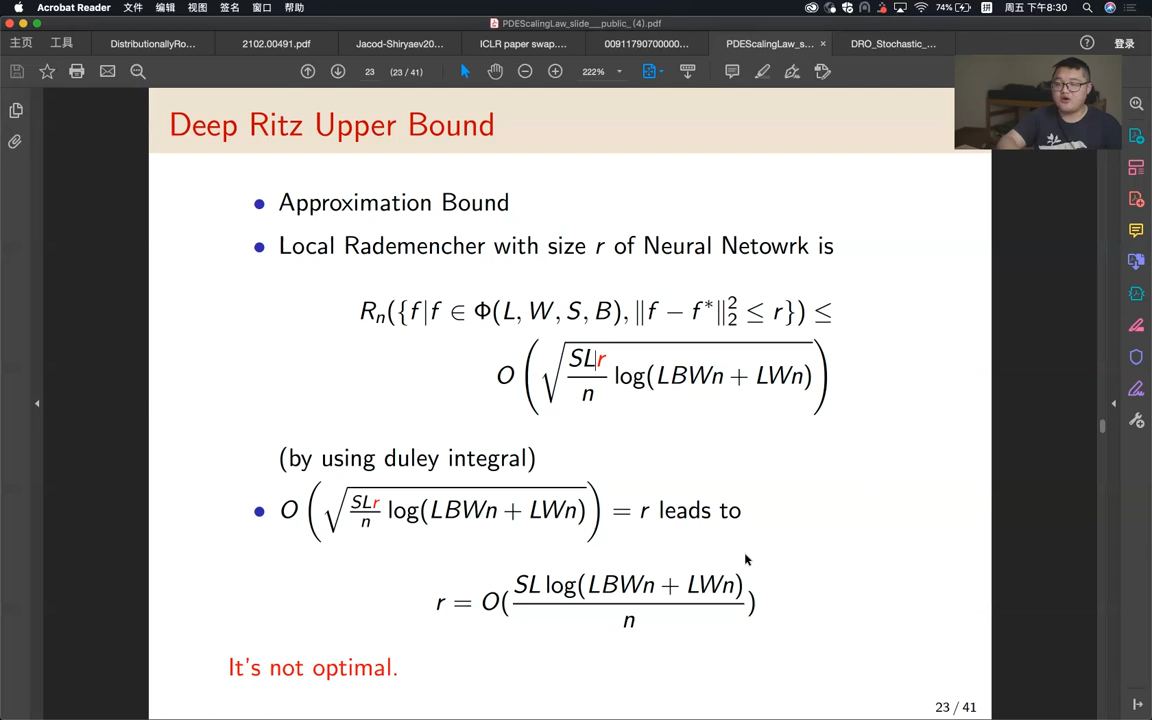 Acrobat Reader 文件 编辑 视图 签名 窗口 帮助 74% 拼 周五 下午8:30
PDEScalingLaw_slide__public_(4).pdf
主页 工具 DistributionallyRo... 2102.00491.pdf Jacod-Shiryaev20... ICLR paper swap.... 00911790700000... PDEScalingLaw_s... × DRO_Stochastic_... 登录
23 (23 / 41) 222%
Deep Ritz Upper Bound
• Approximation Bound
• Local Rademencher with size r of Neural Netowrk is
R_n({f|f ∈ Φ(L, W, S, B), ‖f − f*‖₂² ≤ r}) ≤
O(√(SLr/n log(LBWn + LWn)))
(by using duley integral)
• O(√(SLr/n log(LBWn + LWn))) = r leads to
r = O(SL log(LBWn + LWn)/n)
It's not optimal.
23 / 41